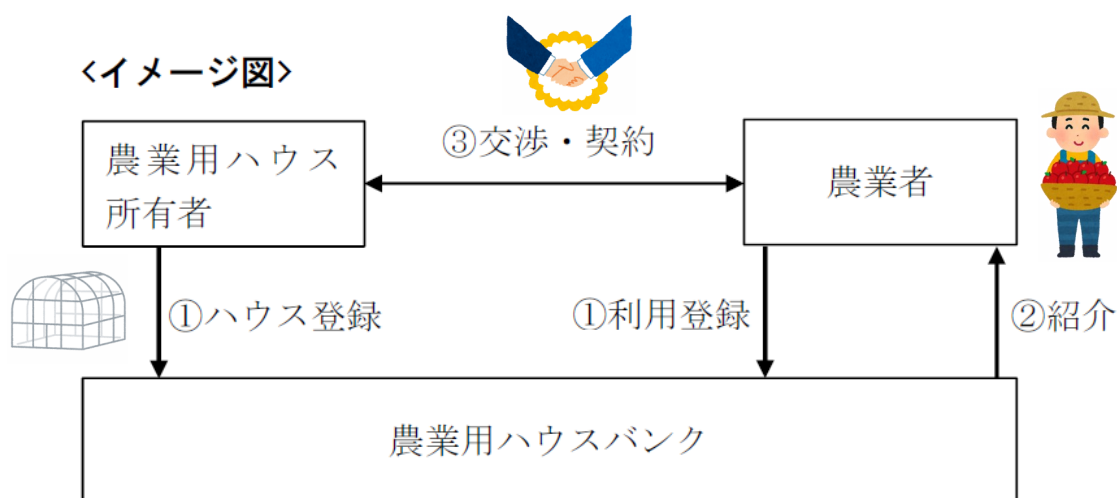 <イメージ図>
③交渉・契約
農業用ハウス
所有者
農業者
①ハウス登録
①利用登録
②紹介
農業用ハウスバンク